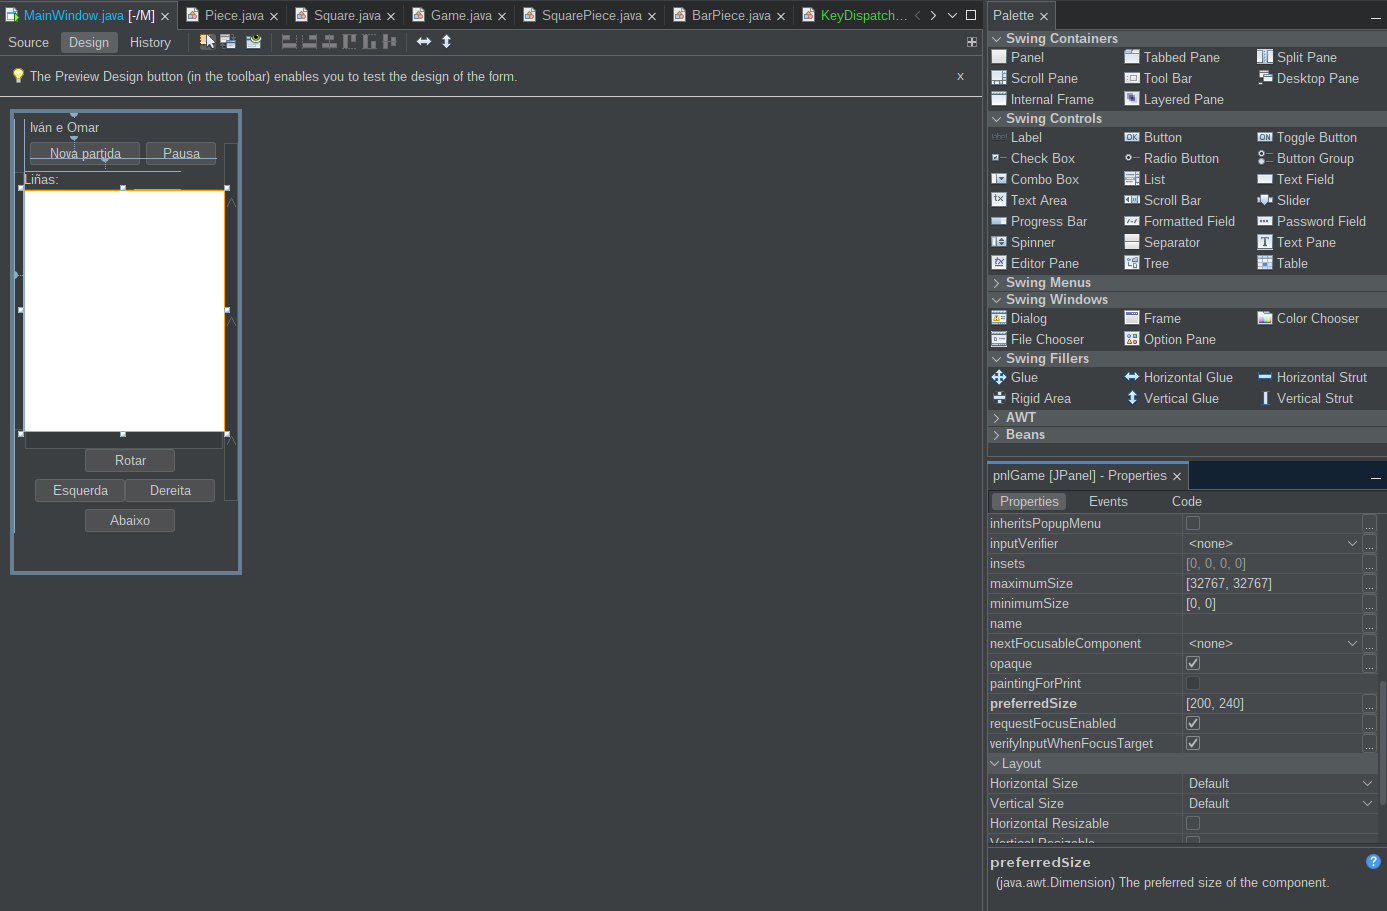 MainWindow.java [-/M] Piece.java Square.java Game.java SquarePiece.java BarPiece.java KeyDispatch...
Source Design History
The Preview Design button (in the toolbar) enables you to test the design of the form. x
Iván e Omar
Nova partida Pausa
Liñas:
Rotar
Esquerda Dereita
Abaixo
Palette
Swing Containers
Panel Tabbed Pane Split Pane
Scroll Pane Tool Bar Desktop Pane
Internal Frame Layered Pane
Swing Controls
label Label OK Button ON Toggle Button
Check Box Radio Button Button Group
Combo Box List Text Field
Text Area Scroll Bar Slider
Progress Bar Formatted Field Password Field
Spinner Separator Text Pane
Editor Pane Tree Table
Swing Menus
Swing Windows
Dialog Frame Color Chooser
File Chooser Option Pane
Swing Fillers
Glue Horizontal Glue Horizontal Strut
Rigid Area Vertical Glue Vertical Strut
AWT
Beans
pnlGame [JPanel] - Properties
Properties Events Code
inheritsPopupMenu ...
inputVerifier <none> ...
insets [0, 0, 0, 0] ...
maximumSize [32767, 32767] ...
minimumSize [0, 0] ...
name ...
nextFocusableComponent <none> ...
opaque ...
paintingForPrint
preferredSize [200, 240] ...
requestFocusEnabled ...
verifyInputWhenFocusTarget ...
Layout
Horizontal Size Default
Vertical Size Default
Horizontal Resizable
Vertical Resizable
preferredSize
(java.awt.Dimension) The preferred size of the component.